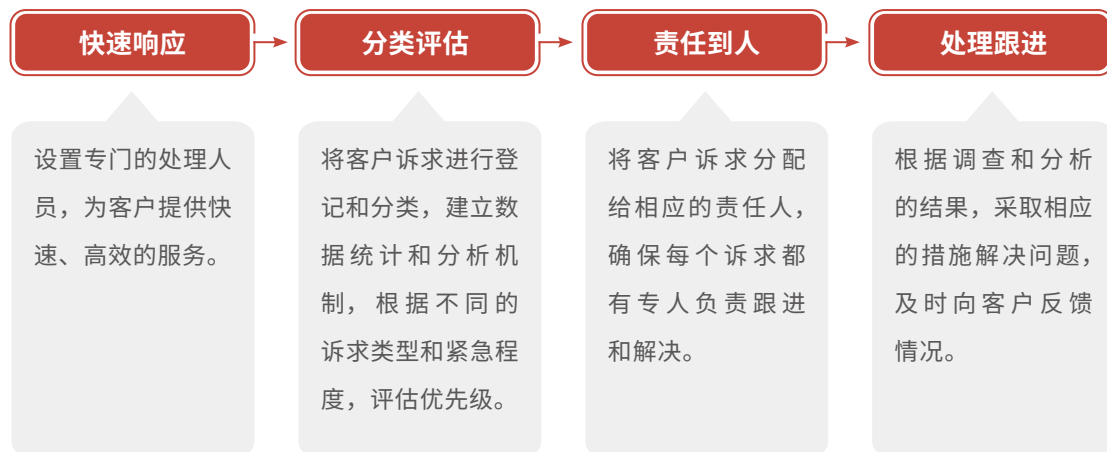 快速响应
分类评估
责任到人
处理跟进
设置专门的处理人
员，为客户提供快
速、高效的服务。
将客户诉求进行登
记和分类，建立数
据统计和分析机
制，根据不同的
诉求类型和紧急程
度，评估优先级。
将客户诉求分配
给相应的责任人，
确保每个诉求都
有专人负责跟进
和解决。
根据调查和分析
的结果，采取相应
的措施解决问题，
及时向客户反馈
情况。